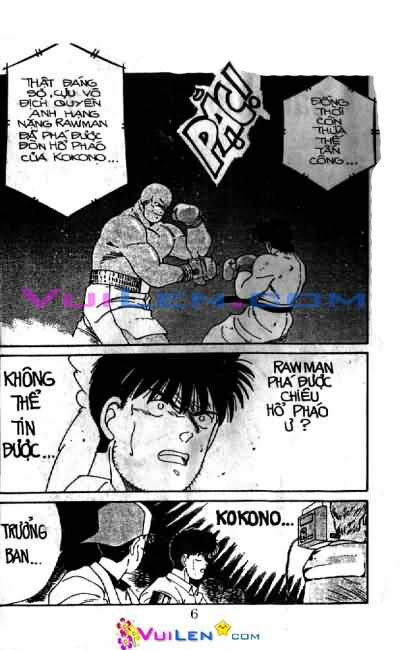 THẬT ĐÁNG
SỢ, CỰU VÔ
ĐỊCH QUYỀN
ANH HẠNG
NẶNG RAWMAN
ĐÃ PHÁ ĐƯỢC
ĐÒN HỔ PHÁO
CỦA KOKONO...
PẶC!
ĐỒNG
THỜI
CÒN
THỪA
THẾ
TẤN
CÔNG...
VUILEN.COM
KHÔNG
THỂ
TIN
ĐƯỢC...
RAWMAN
PHÁ ĐƯỢC
CHIÊU
HỔ PHÁO
Ư?
TRƯỞNG
BAN...
KOKONO...
6
VUILEN
.COM